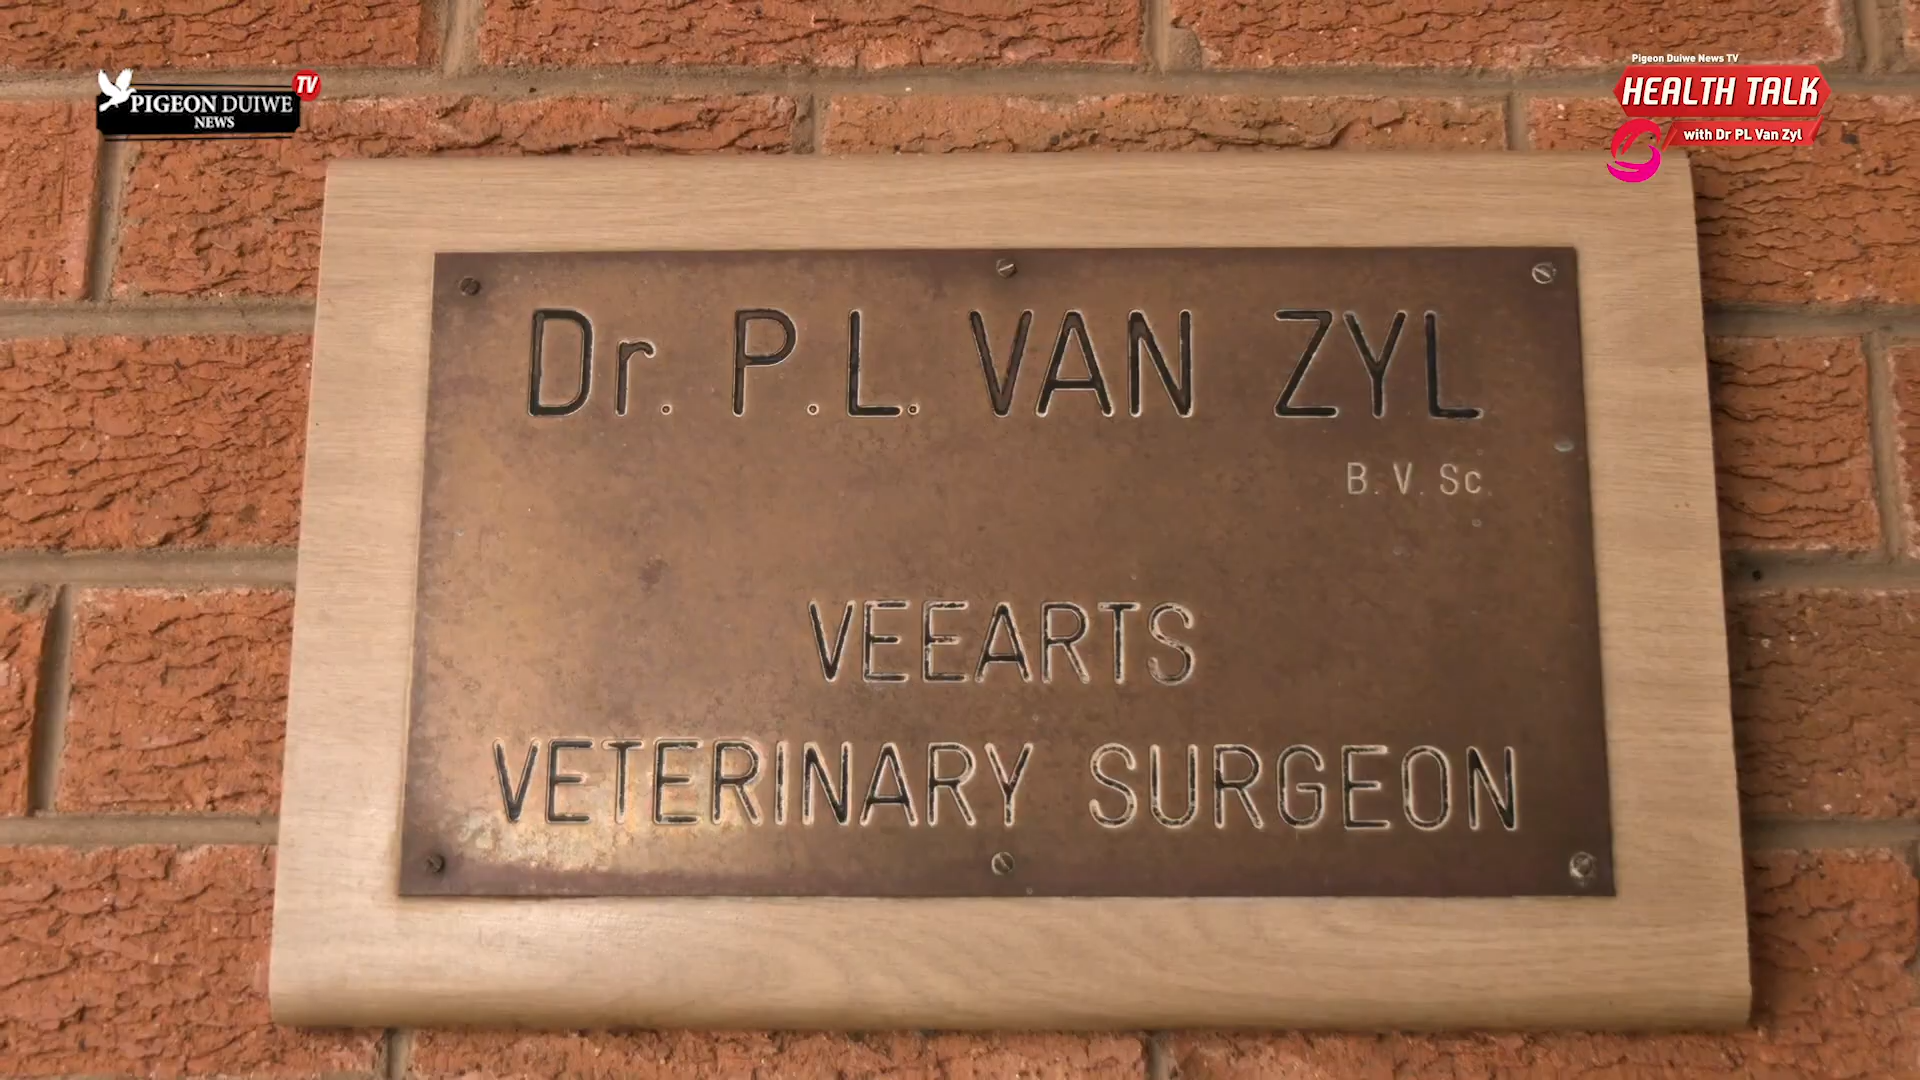 PIGEON DUIWE
NEWS
TV
Pigeon Duiwe News TV
HEALTH TALK
with Dr PL Van Zyl
Dr. P.L. VAN ZYL
B.V.Sc.
VEEARTS
VETERINARY SURGEON